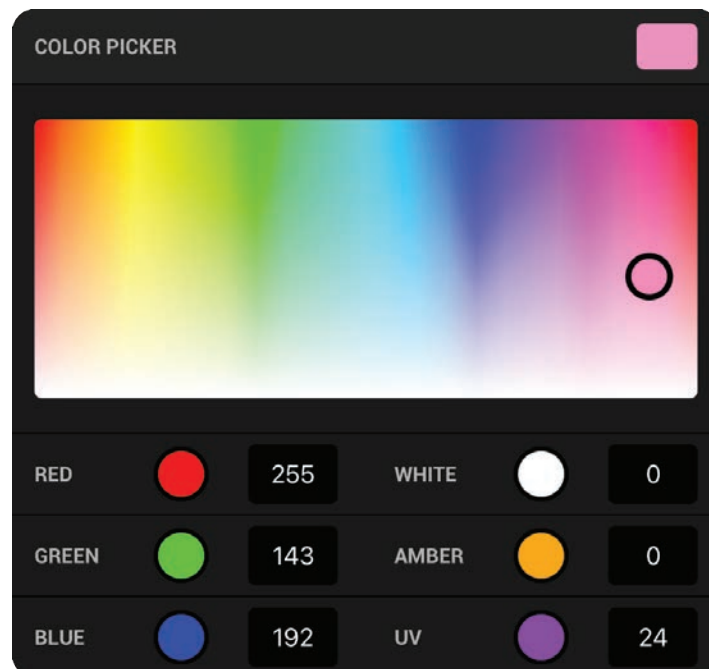 COLOR PICKER
RED 255 WHITE 0
GREEN 143 AMBER 0
BLUE 192 UV 24